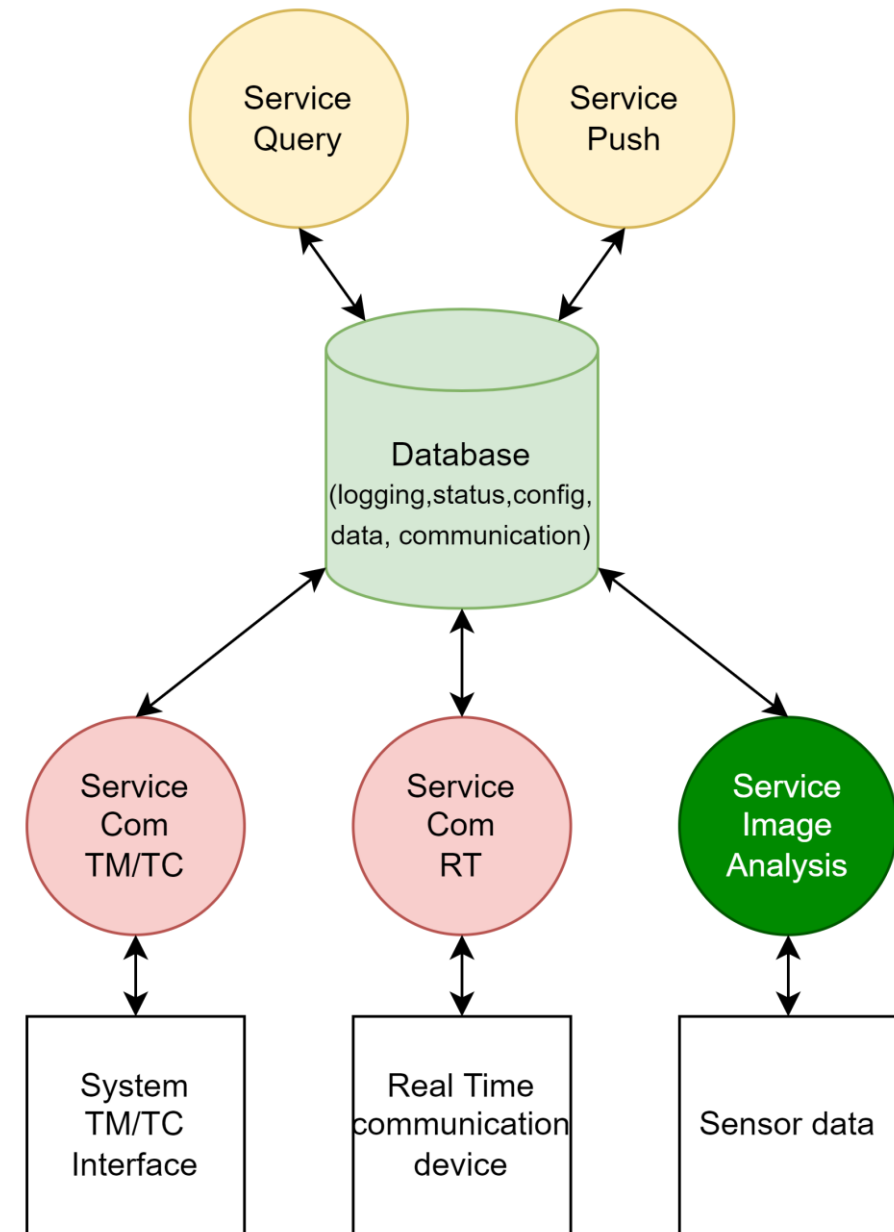 Service
Query
Service
Push
Database
(logging,status,config,
data, communication)
Service
Com
TM/TC
Service
Com
RT
Service
Image
Analysis
System
TM/TC
Interface
Real Time
communication
device
Sensor data